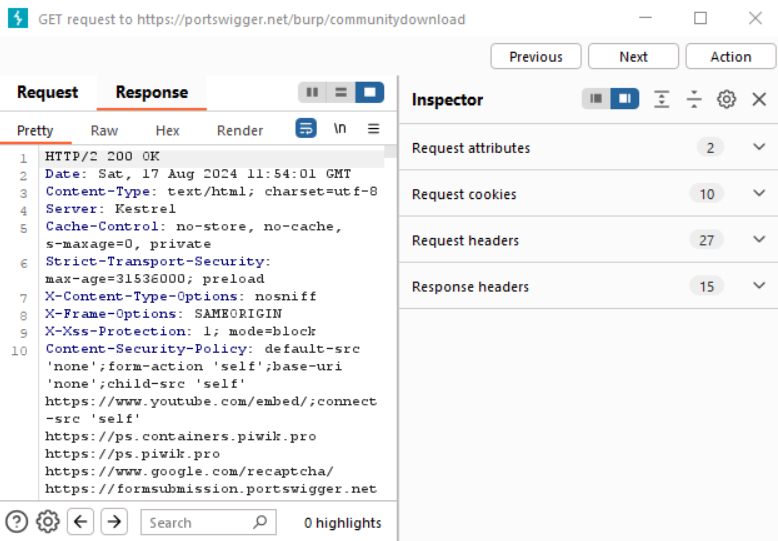 GET request to https://portswigger.net/burp/communitydownload
Previous Next Action
Request Response
Pretty Raw Hex Render \n
1 HTTP/2 200 OK
2 Date: Sat, 17 Aug 2024 11:54:01 GMT
3 Content-Type: text/html; charset=utf-8
4 Server: Kestrel
5 Cache-Control: no-store, no-cache,
s-maxage=0, private
6 Strict-Transport-Security:
max-age=31536000; preload
7 X-Content-Type-Options: nosniff
8 X-Frame-Options: SAMEORIGIN
9 X-Xss-Protection: 1; mode=block
10 Content-Security-Policy: default-src
'none';form-action 'self';base-uri
'none';child-src 'self'
https://www.youtube.com/embed/;connect
-src 'self'
https://ps.containers.piwik.pro
https://ps.piwik.pro
https://www.google.com/recaptcha/
https://formsubmission.portswigger.net
Search 0 highlights
Inspector
Request attributes 2
Request cookies 10
Request headers 27
Response headers 15